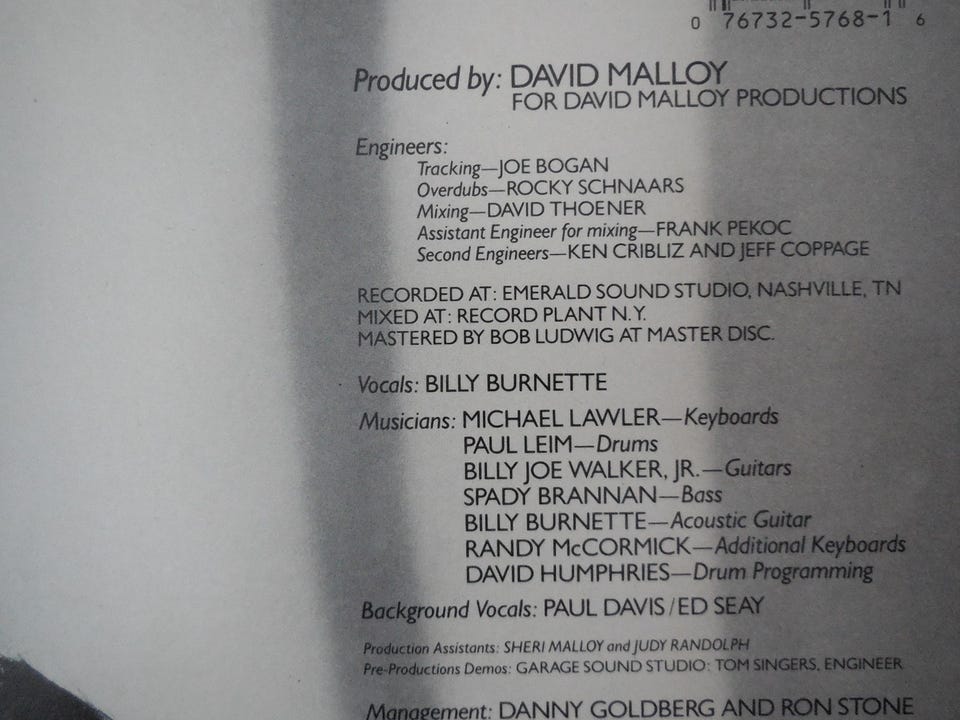 0 76732-5768-1 6
Produced by: DAVID MALLOY
FOR DAVID MALLOY PRODUCTIONS
Engineers:
Tracking—JOE BOGAN
Overdubs—ROCKY SCHNAARS
Mixing—DAVID THOENER
Assistant Engineer for mixing—FRANK PEKOC
Second Engineers—KEN CRIBLIZ AND JEFF COPPAGE
RECORDED AT: EMERALD SOUND STUDIO, NASHVILLE, TN
MIXED AT: RECORD PLANT N.Y.
MASTERED BY BOB LUDWIG AT MASTER DISC.
Vocals: BILLY BURNETTE
Musicians: MICHAEL LAWLER—Keyboards
PAUL LEIM—Drums
BILLY JOE WALKER, JR.—Guitars
SPADY BRANNAN—Bass
BILLY BURNETTE—Acoustic Guitar
RANDY McCORMICK—Additional Keyboards
DAVID HUMPHRIES—Drum Programming
Background Vocals: PAUL DAVIS/ED SEAY
Production Assistants: SHERI MALLOY and JUDY RANDOLPH
Pre-Productions Demos: GARAGE SOUND STUDIO: TOM SINGERS, ENGINEER
Management: DANNY GOLDBERG AND RON STONE